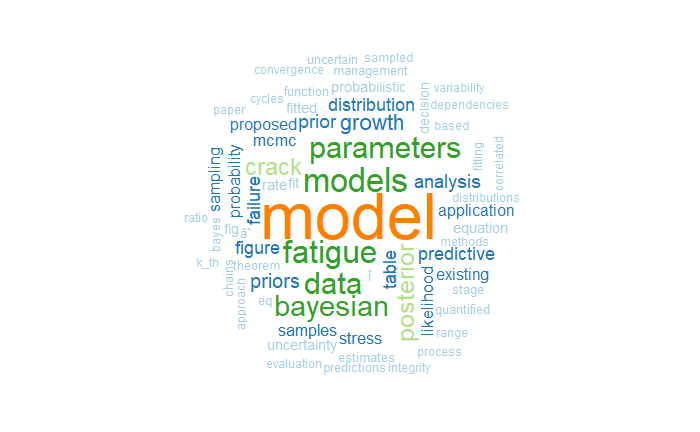 uncertain sampled
convergence management
function probabilistic
decision
variability
cycles
distribution
dependencies
paper
fitted
proposed prior growth
based
mcmc
parameters
fitting
correlated
sampling
probability
crack
models
analysis
rate fit
failure
distributions
model
application
ratio
bayes
fig
â
equation
figure
fatigue
methods
predictive
k_th
theorem
table
posterior
existing
chains
priors
data
î
likelihood
stage
approach
eq
bayesian
quantified
samples
stress
range
uncertainty
process
estimates
evaluation
predictions integrity